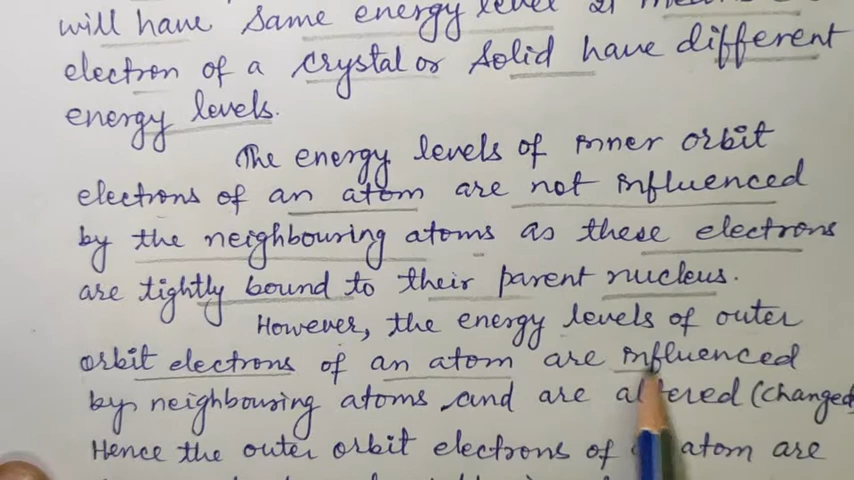 will have same energy level It means
electron of a crystal or solid have different
energy levels.
The energy levels of inner orbit
electrons of an atom are not influenced
by the neighbouring atoms as these electrons
are tightly bound to their parent nucleus.
However, the energy levels of outer
orbit electrons of an atom are influenced
by neighbouring atoms and are altered (changed
Hence the outer orbit electrons of atom are